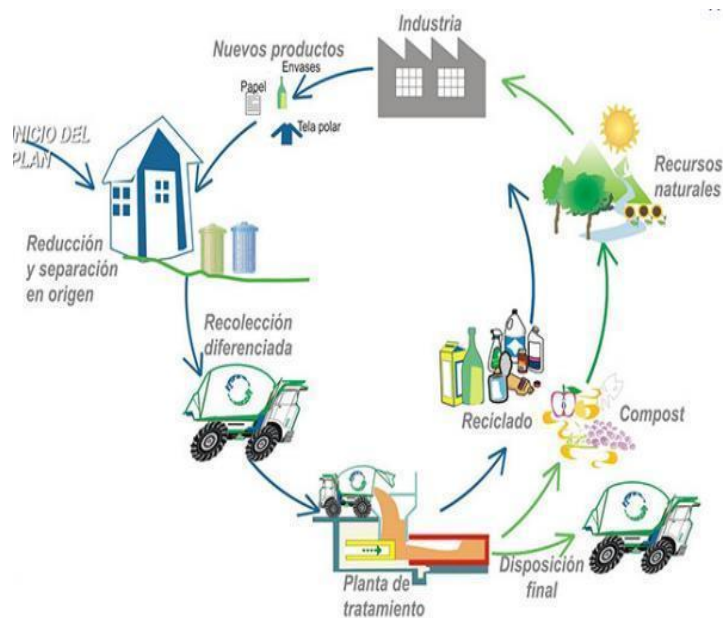 Industria
Nuevos productos
Envases
Papel
Tela polar
INICIO DEL
PLAN
Recursos
naturales
Reducción
y separación
en origen
Recolección
diferenciada
Reciclado
Compost
Planta de
tratamiento
Disposición
final